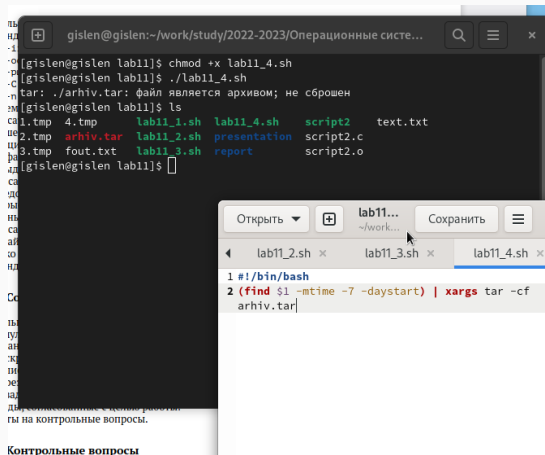 gislen@gislen:~/work/study/2022-2023/Операционные систе...
[gislen@gislen lab11]$ chmod +x lab11_4.sh
[gislen@gislen lab11]$ ./lab11_4.sh
tar: ./arhiv.tar: файл является архивом; не сброшен
[gislen@gislen lab11]$ ls
1.tmp 4.tmp lab11_1.sh lab11_4.sh script2 text.txt
2.tmp arhiv.tar lab11_2.sh presentation script2.c
3.tmp fout.txt lab11_3.sh report script2.o
[gislen@gislen lab11]$
Открыть
lab11...
~/work...
Сохранить
lab11_2.sh × lab11_3.sh × lab11_4.sh ×
1 #!/bin/bash
2 (find $1 -mtime -7 -daystart) | xargs tar -cf
arhiv.tar
ты на контрольные вопросы.
Контрольные вопросы